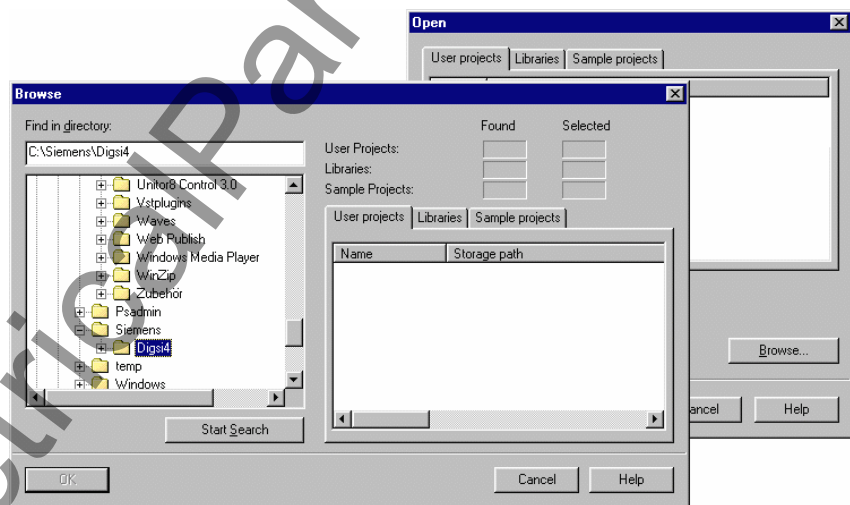 Open
User projects Libraries Sample projects
Browse
Find in directory:
C:\Siemens\Digsi4
Found Selected
User Projects:
Libraries:
Sample Projects:
Unitor8 Control 3.0
Vstplugins
Waves
Web Publish
Windows Media Player
WinZip
Zubehör
Psadmin
Siemens
Digsi4
temp
Windows
User projects Libraries Sample projects
Name Storage path
Start Search
OK
Cancel Help
Browse...
ancel Help